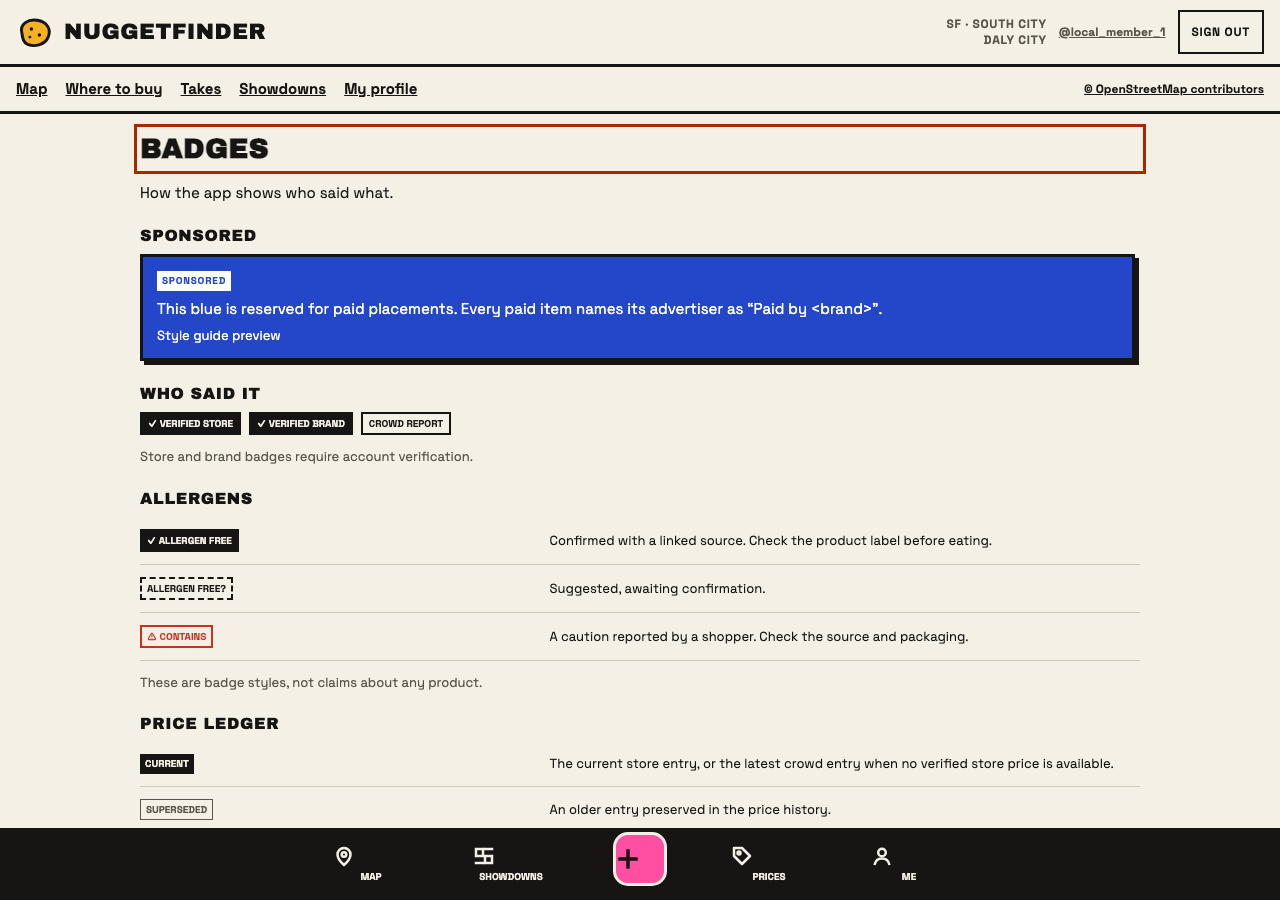 NUGGETFINDER
SF · SOUTH CITY
DALY CITY
@local_member_1
SIGN OUT
Map
Where to buy
Takes
Showdowns
My profile
© OpenStreetMap contributors
BADGES
How the app shows who said what.
SPONSORED
SPONSORED
This blue is reserved for paid placements. Every paid item names its advertiser as “Paid by <brand>”.
Style guide preview
WHO SAID IT
✓ VERIFIED STORE
✓ VERIFIED BRAND
CROWD REPORT
Store and brand badges require account verification.
ALLERGENS
✓ ALLERGEN FREE
Confirmed with a linked source. Check the product label before eating.
ALLERGEN FREE?
Suggested, awaiting confirmation.
⚠ CONTAINS
A caution reported by a shopper. Check the source and packaging.
These are badge styles, not claims about any product.
PRICE LEDGER
CURRENT
The current store entry, or the latest crowd entry when no verified store price is available.
SUPERSEDED
An older entry preserved in the price history.
MAP
SHOWDOWNS
+
PRICES
ME